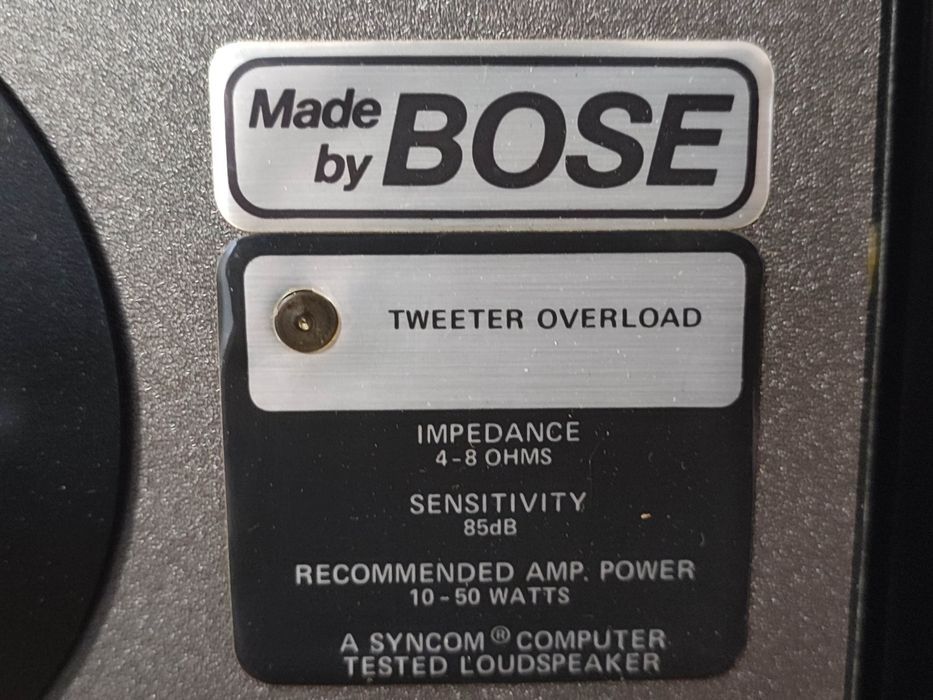 Made
by BOSE
TWEETER OVERLOAD
IMPEDANCE
4-8 OHMS
SENSITIVITY
85dB
RECOMMENDED AMP. POWER
10-50 WATTS
A SYNCOM® COMPUTER
TESTED LOUDSPEAKER